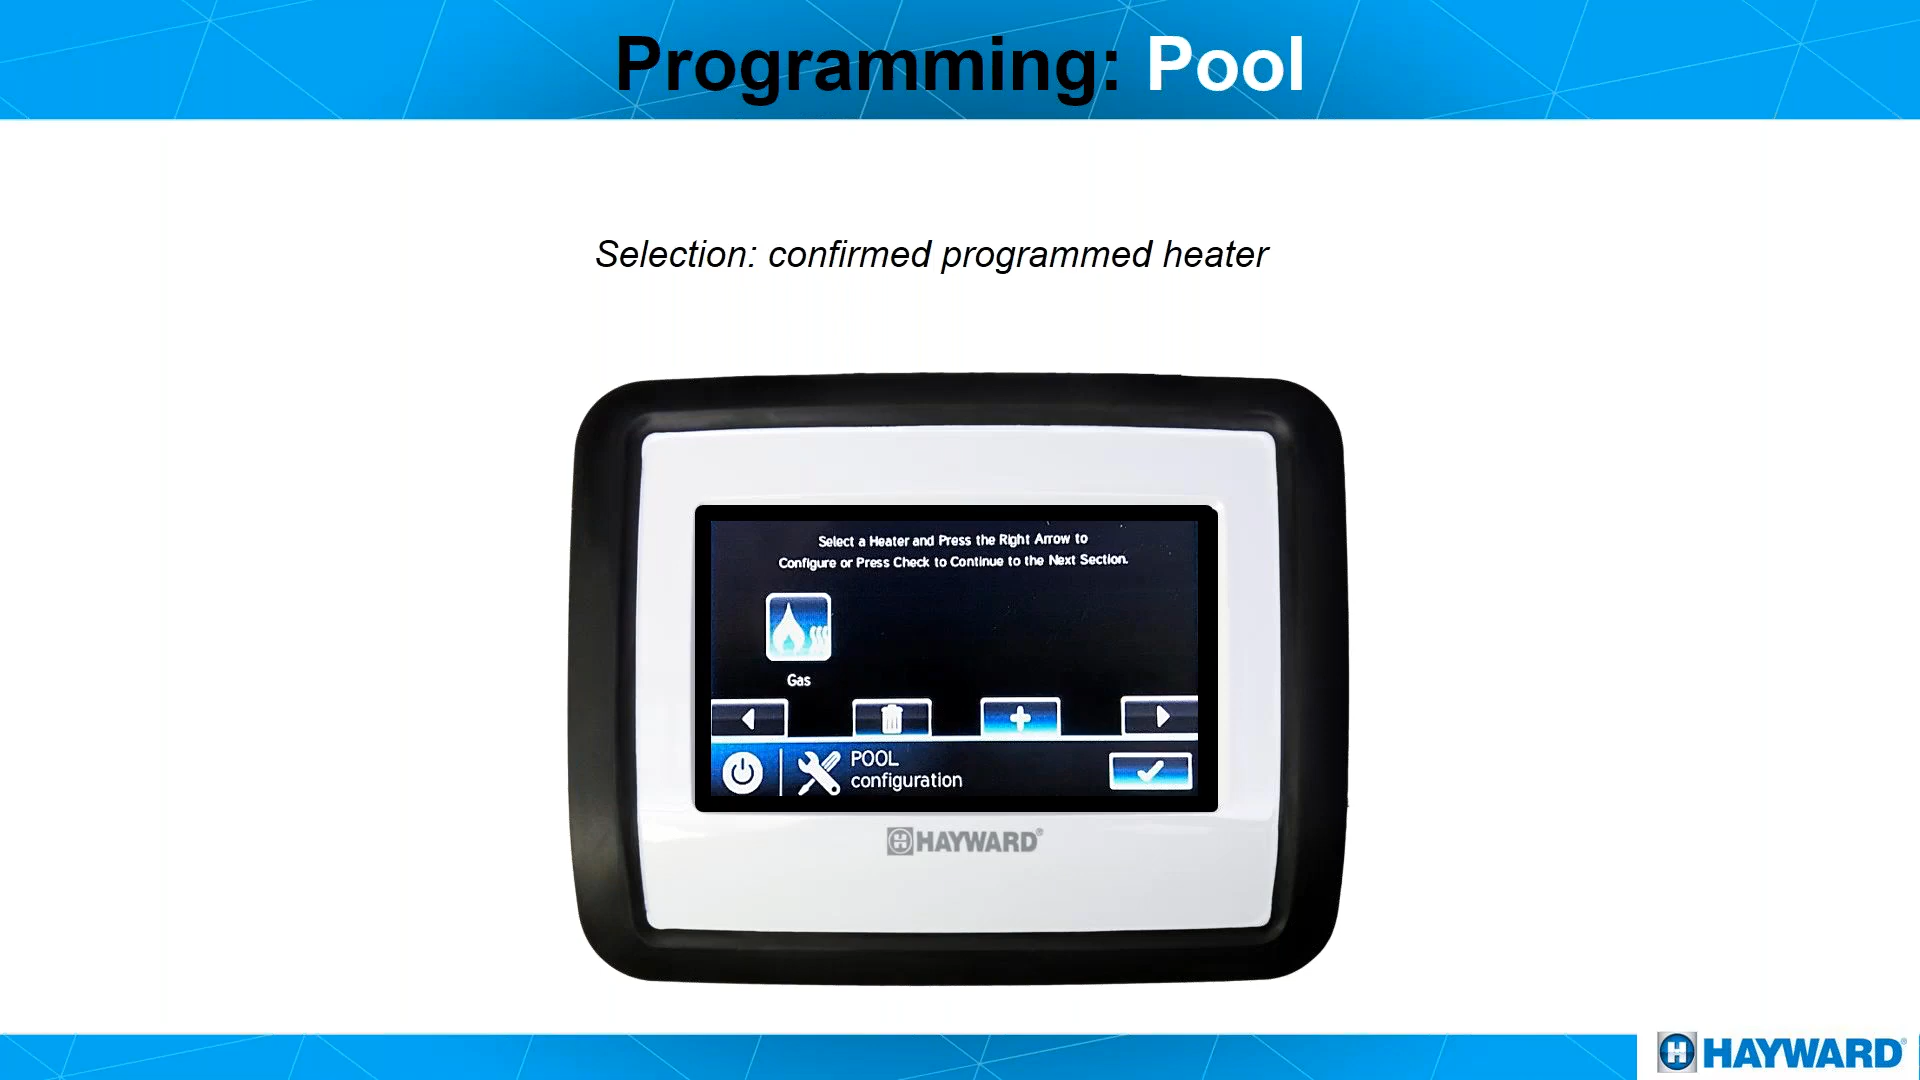 Programming: Pool
Selection: confirmed programmed heater
Select a Heater and Press the Right Arrow to
Configure or Press Check to Continue to the Next Section.
Gas
POOL
configuration
HAYWARD®
HAYWARD®